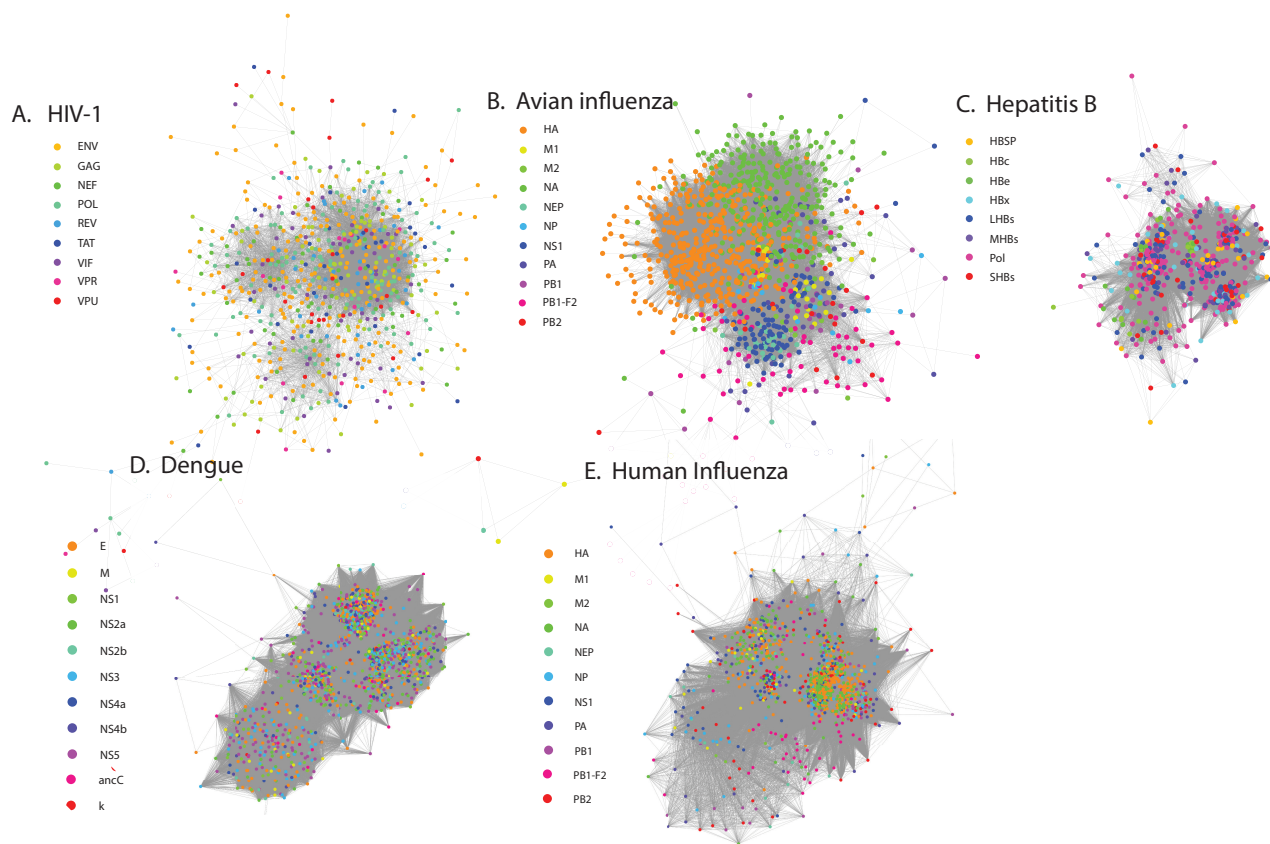 A. HIV-1
ENV
GAG
NEF
POL
REV
TAT
VIF
VPR
VPU
B. Avian influenza
HA
M1
M2
NA
NEP
NP
NS1
PA
PB1
PB1-F2
PB2
C. Hepatitis B
HBSP
HBc
HBe
HBx
LHBs
MHBs
Pol
SHBs
D. Dengue
E
M
NS1
NS2a
NS2b
NS3
NS4a
NS4b
NS5
ancC
k
E. Human Influenza
HA
M1
M2
NA
NEP
NP
NS1
PA
PB1
PB1-F2
PB2